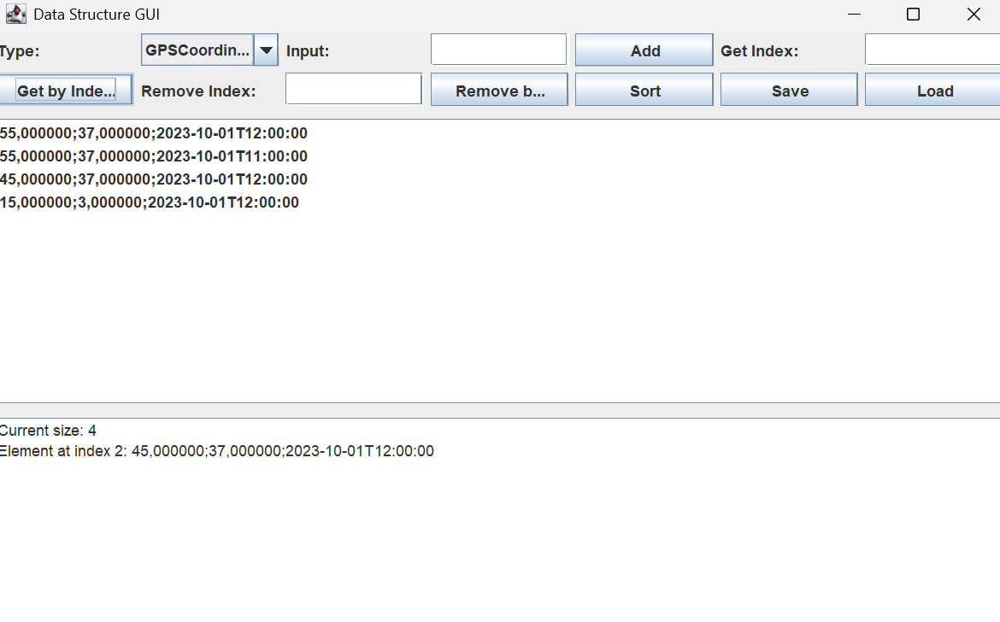 Data Structure GUI
Type: GPSCoordin... Input: Add Get Index:
Get by Inde... Remove Index: Remove b... Sort Save Load
55,000000;37,000000;2023-10-01T12:00:00
55,000000;37,000000;2023-10-01T11:00:00
45,000000;37,000000;2023-10-01T12:00:00
15,000000;3,000000;2023-10-01T12:00:00
Current size: 4
Element at index 2: 45,000000;37,000000;2023-10-01T12:00:00